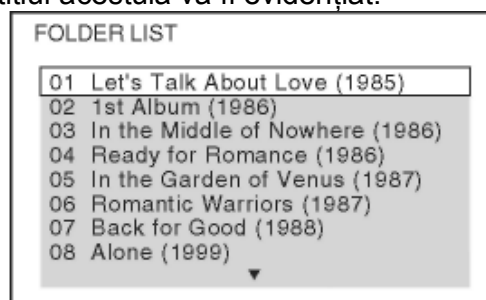 titlul acestuia va fi evidențiat.
FOLDER LIST
01 Let's Talk About Love (1985)
02 1st Album (1986)
03 In the Middle of Nowhere (1986)
04 Ready for Romance (1986)
05 In the Garden of Venus (1987)
06 Romantic Warriors (1987)
07 Back for Good (1988)
08 Alone (1999)